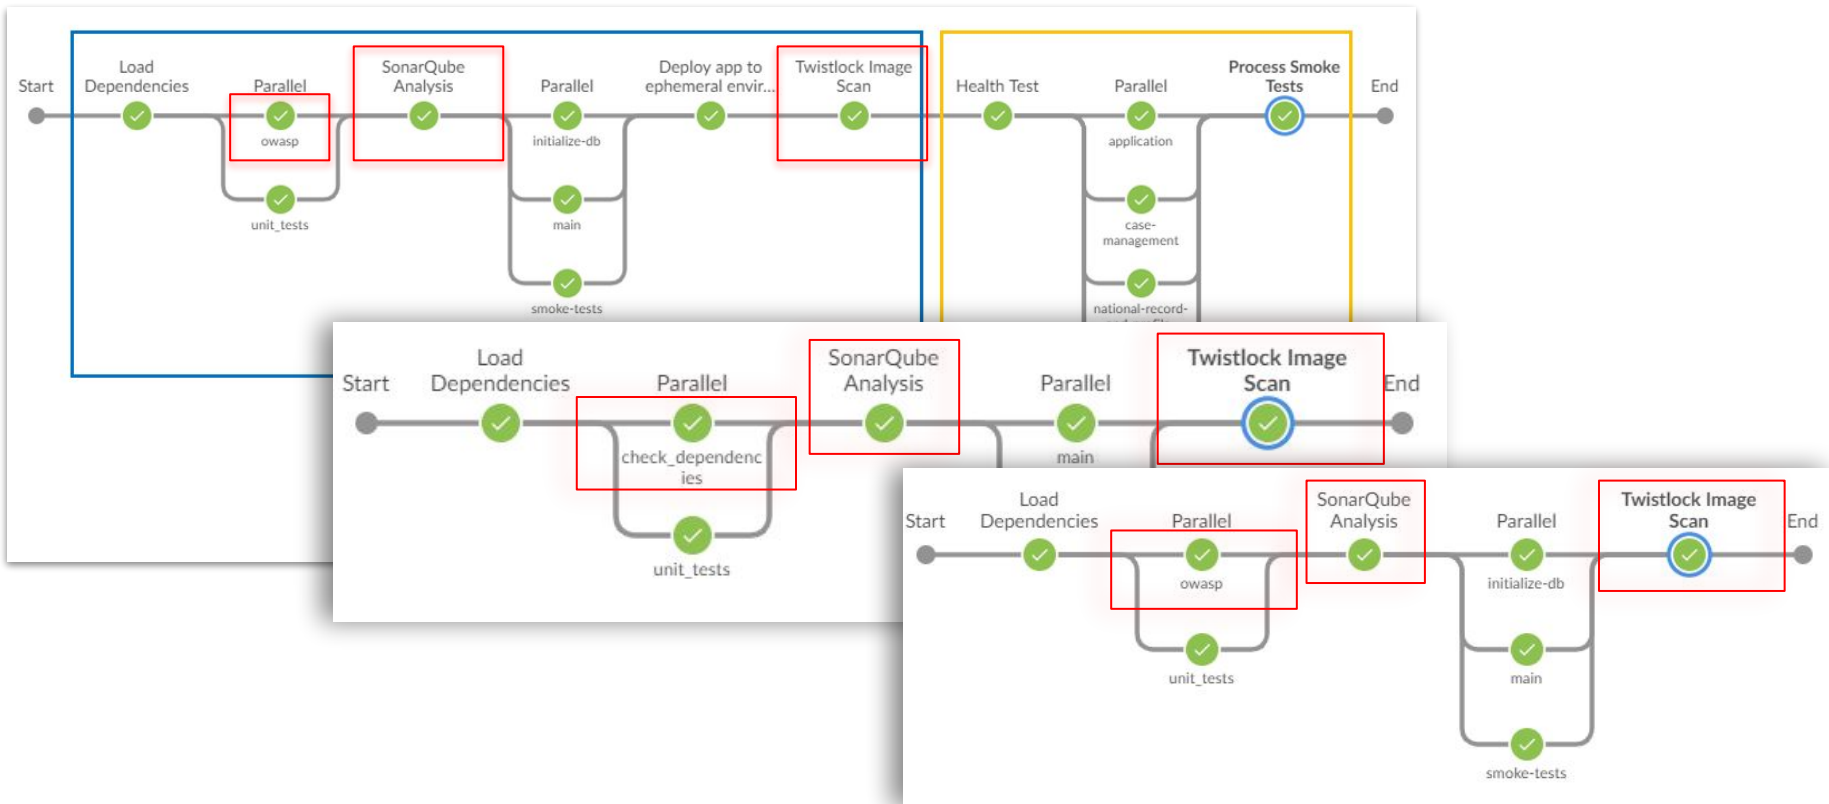 Start
Load
Dependencies
Parallel
owasp
unit_tests
SonarQube
Analysis
Parallel
initialize-db
main
smoke-tests
Deploy app to
ephemeral envir...
Twistlock Image
Scan
Health Test
Parallel
application
case-
management
national-record-
Process Smoke
Tests
End
Start
Load
Dependencies
Parallel
check_dependenc
ies
unit_tests
SonarQube
Analysis
Parallel
main
Twistlock Image
Scan
End
Start
Load
Dependencies
Parallel
owasp
unit_tests
SonarQube
Analysis
Parallel
initialize-db
main
smoke-tests
Twistlock Image
Scan
End